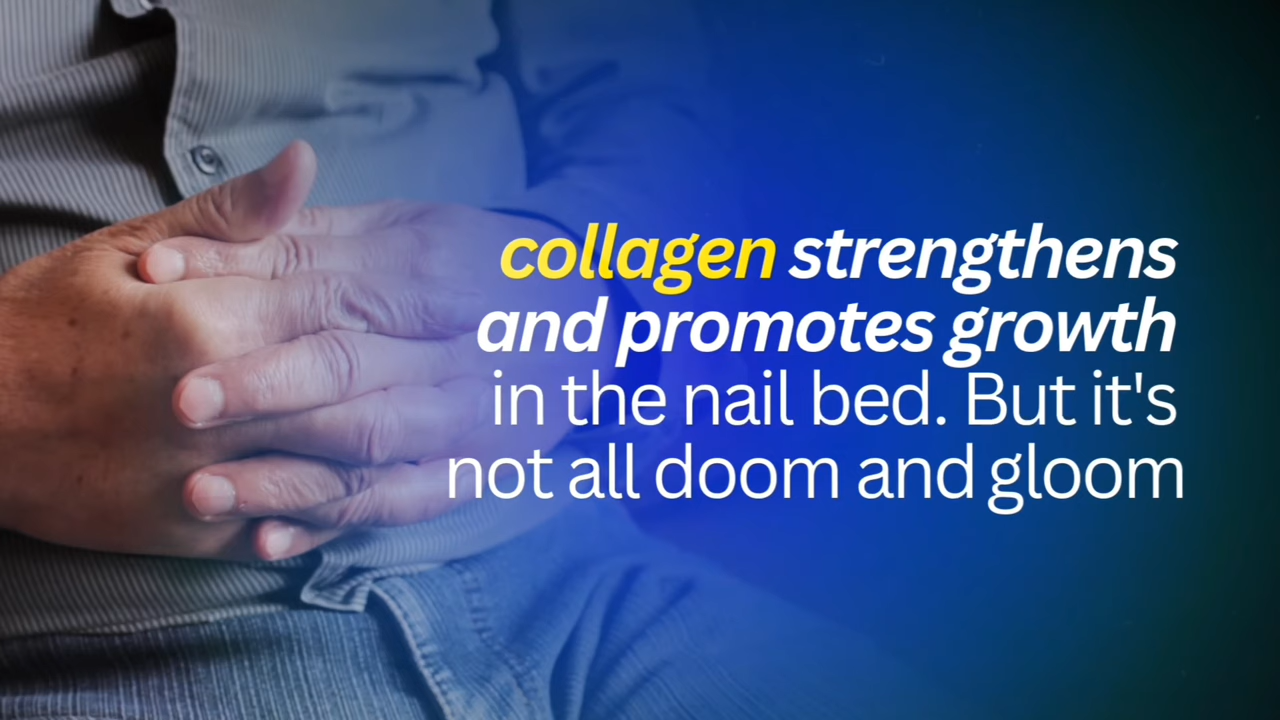 collagen strengthens
and promotes growth
in the nail bed. But it's
not all doom and gloom